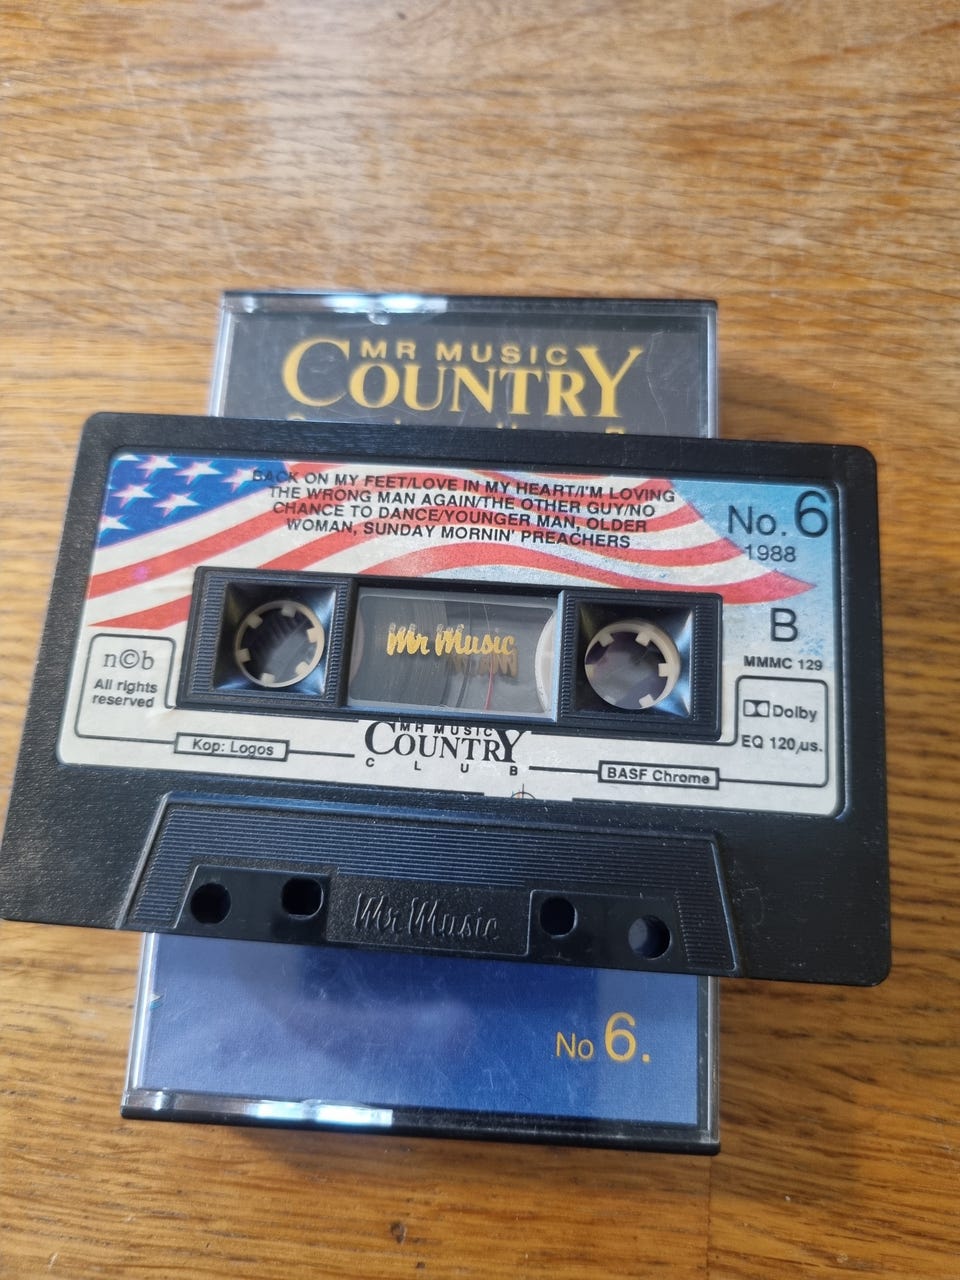 MR MUSIC
COUNTRY
BACK ON MY FEET/LOVE IN MY HEART/I'M LOVING
THE WRONG MAN AGAIN/THE OTHER GUY/NO
CHANCE TO DANCE/YOUNGER MAN, OLDER
WOMAN, SUNDAY MORNIN' PREACHERS
No. 6
1988
B
MMMC 129
n©b
All rights
reserved
Mr Music
Dolby
EQ 120µs.
Kop: Logos
MR MUSIC
COUNTRY
CLUB
BASF Chrome
Mr Music
No 6.